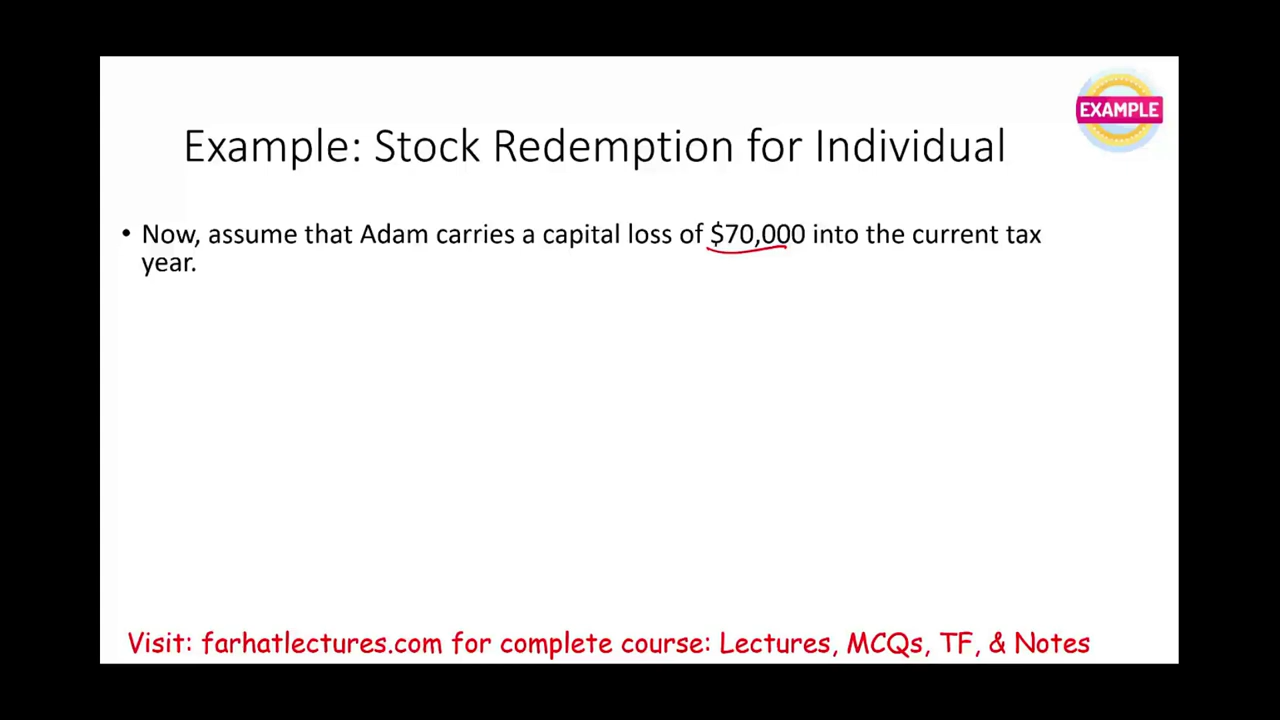 EXAMPLE
Example: Stock Redemption for Individual
• Now, assume that Adam carries a capital loss of $70,000 into the current tax
year.
Visit: farhatlectures.com for complete course: Lectures, MCQs, TF, & Notes